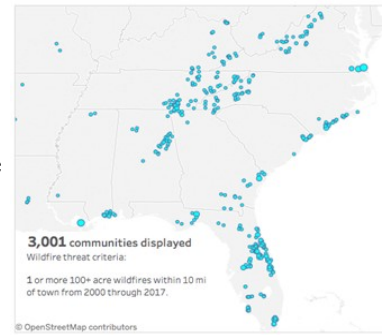 3,001 communities displayed
Wildfire threat criteria:
1 or more 100+ acre wildfires within 10 mi
of town from 2000 through 2017.
© OpenStreetMap contributors